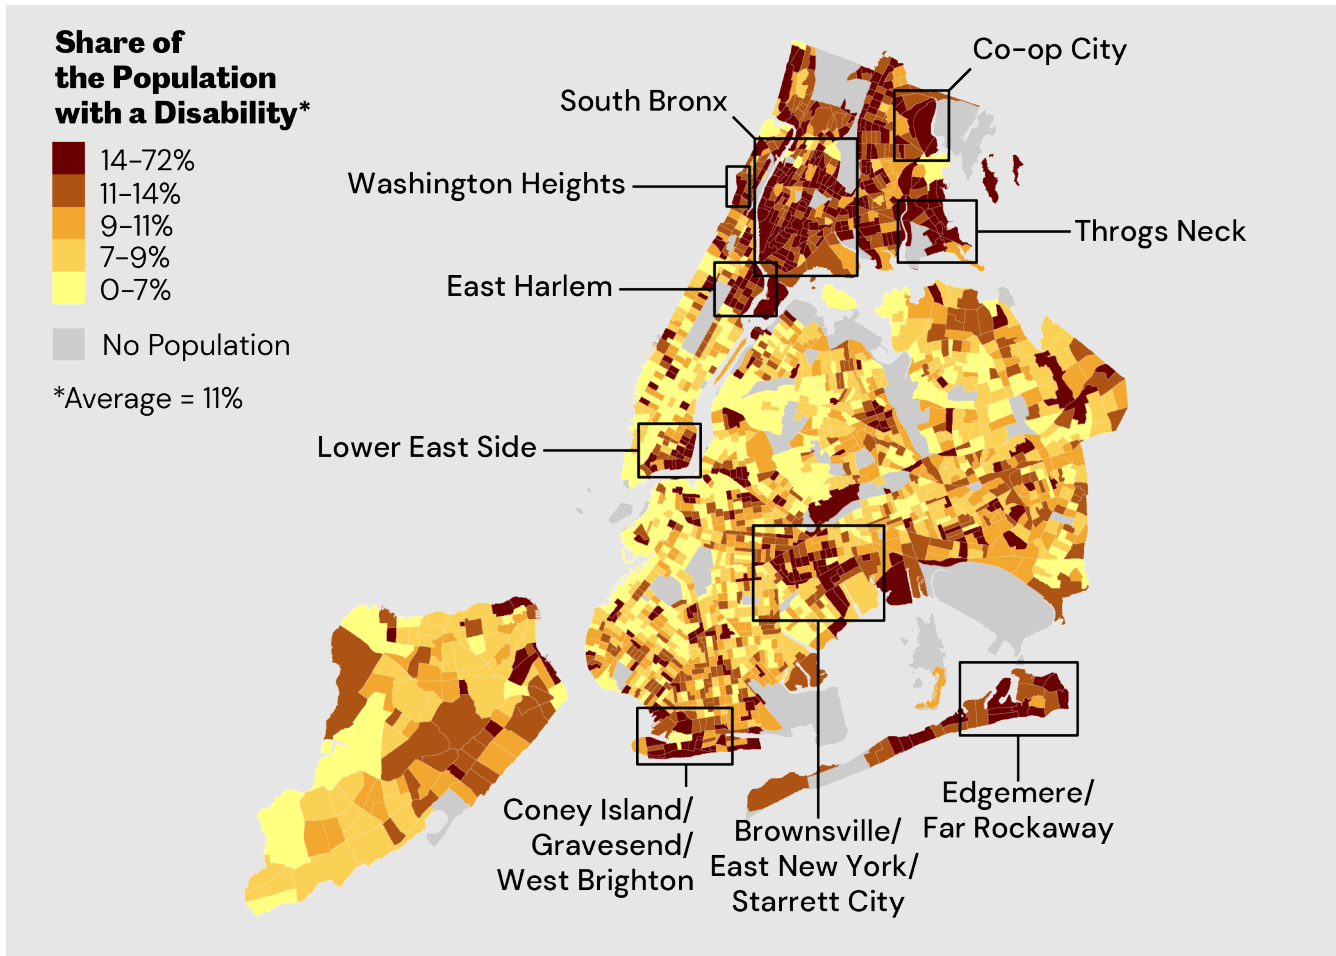 Share of
the Population
with a Disability*
14–72%
11–14%
9–11%
7–9%
0–7%
No Population
*Average = 11%
Co-op City
South Bronx
Washington Heights
Throgs Neck
East Harlem
Lower East Side
Coney Island/
Gravesend/
West Brighton
Brownsville/
East New York/
Starrett City
Edgemere/
Far Rockaway